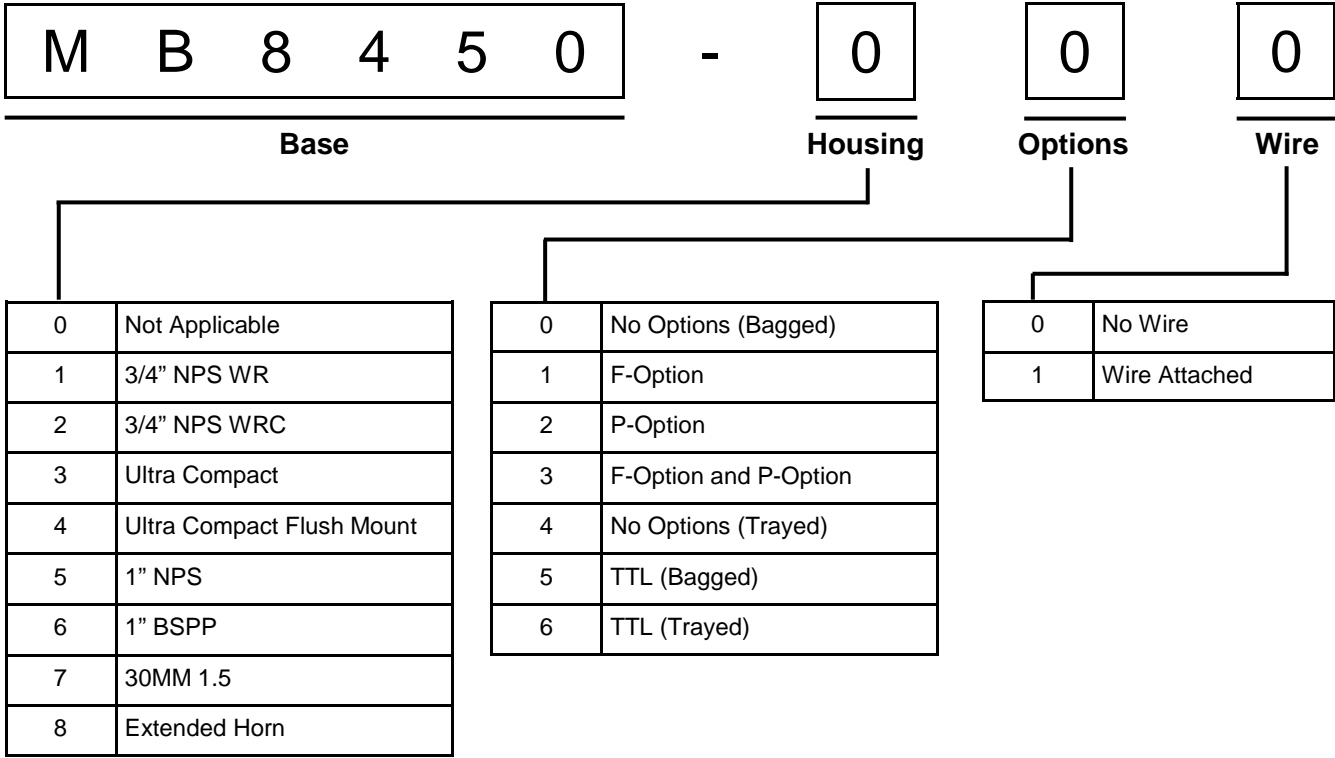 M B 8 4 5 0 - 0 0 0
Base Housing Options Wire
0 Not Applicable
1 3/4” NPS WR
2 3/4” NPS WRC
3 Ultra Compact
4 Ultra Compact Flush Mount
5 1” NPS
6 1” BSPP
7 30MM 1.5
8 Extended Horn
0 No Options (Bagged)
1 F-Option
2 P-Option
3 F-Option and P-Option
4 No Options (Trayed)
5 TTL (Bagged)
6 TTL (Trayed)
0 No Wire
1 Wire Attached